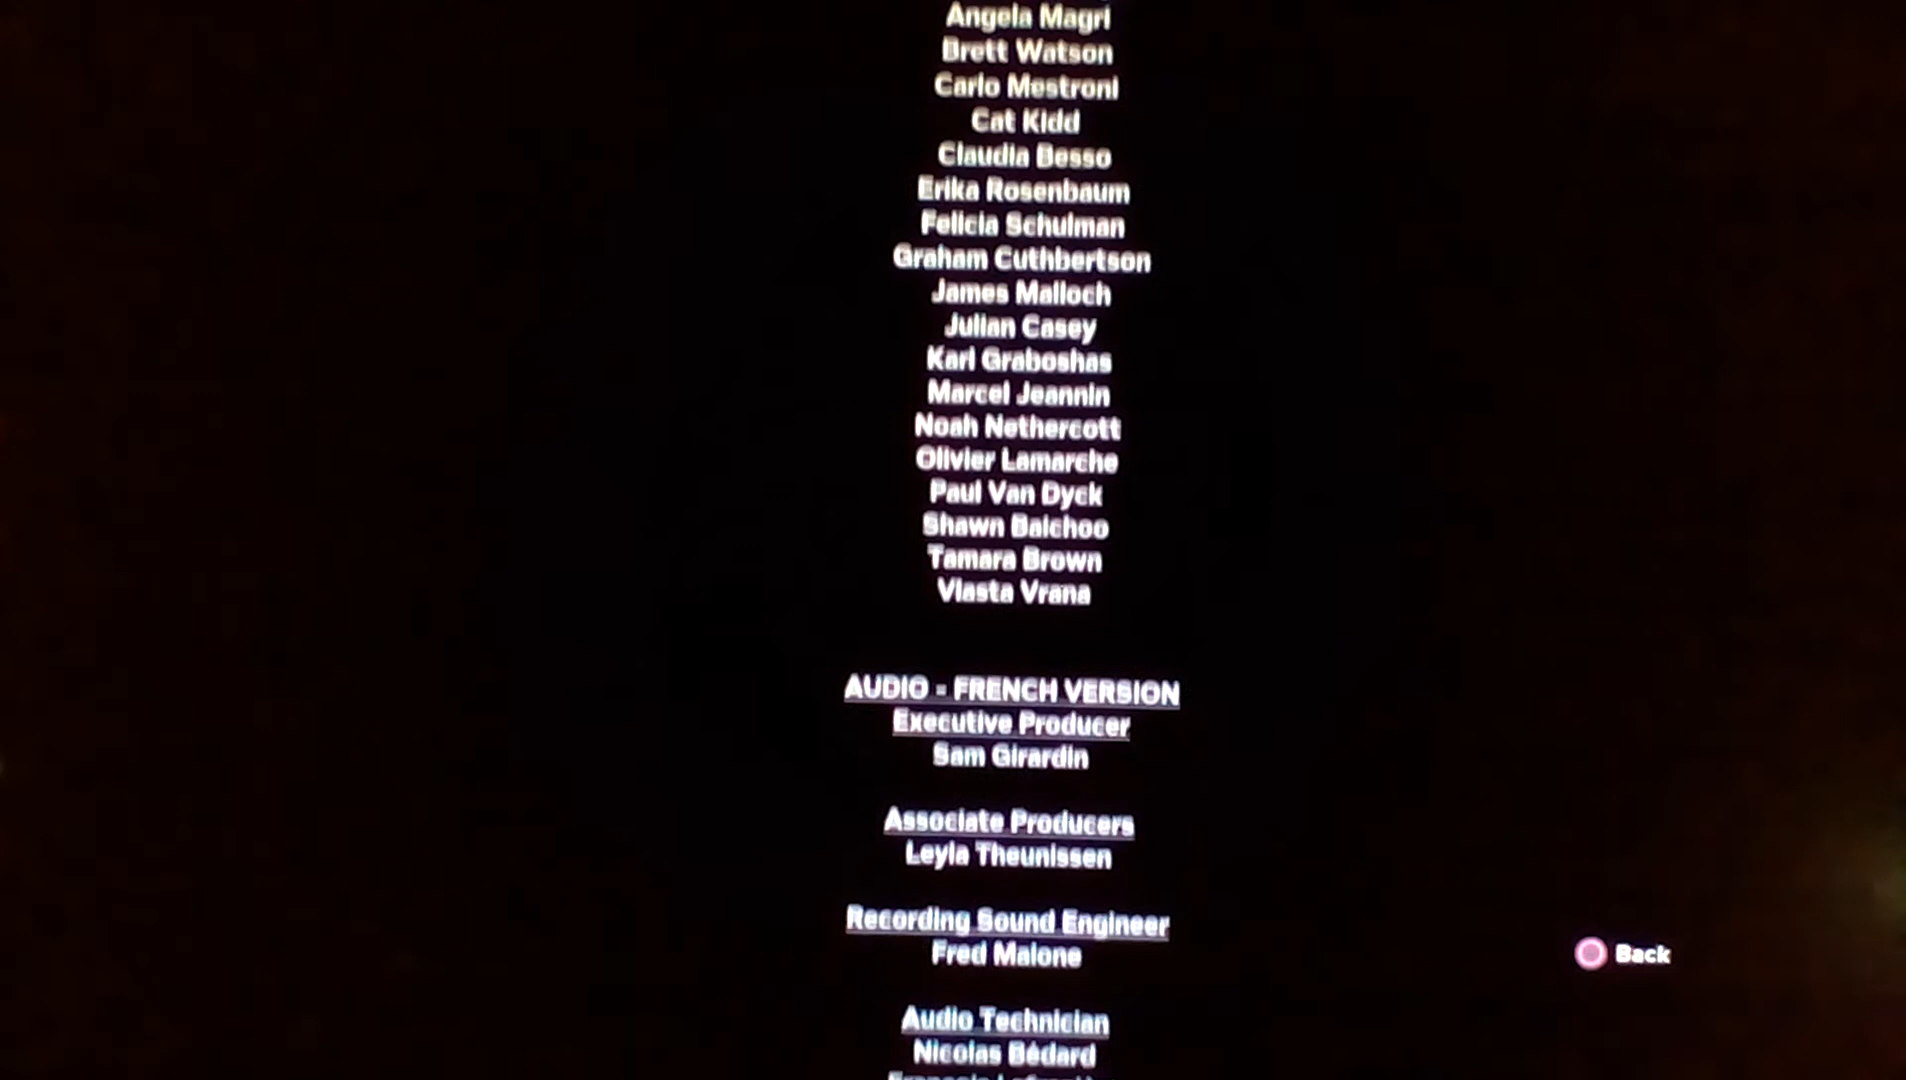 Angela Magri
Brett Watson
Carlo Mestroni
Cat Kidd
Claudia Besso
Erika Rosenbaum
Felicia Schulman
Graham Cuthbertson
James Malloch
Julian Casey
Karl Graboshas
Marcel Jeannin
Noah Nethercott
Olivier Lamarche
Paul Van Dyck
Shawn Baichoo
Tamara Brown
Vlasta Vrana
AUDIO - FRENCH VERSION
Executive Producer
Sam Girardin
Associate Producers
Leyla Theunissen
Recording Sound Engineer
Fred Malone
Back
Audio Technician
Nicolas Bédard